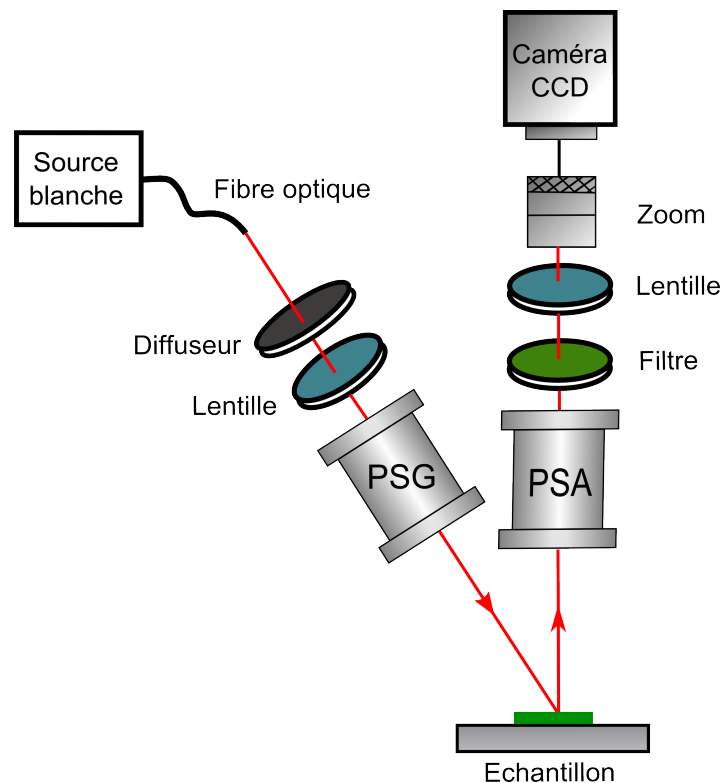 Caméra
CCD
Source
blanche
Fibre optique
Zoom
Lentille
Diffuseur
Filtre
Lentille
PSG
PSA
Echantillon